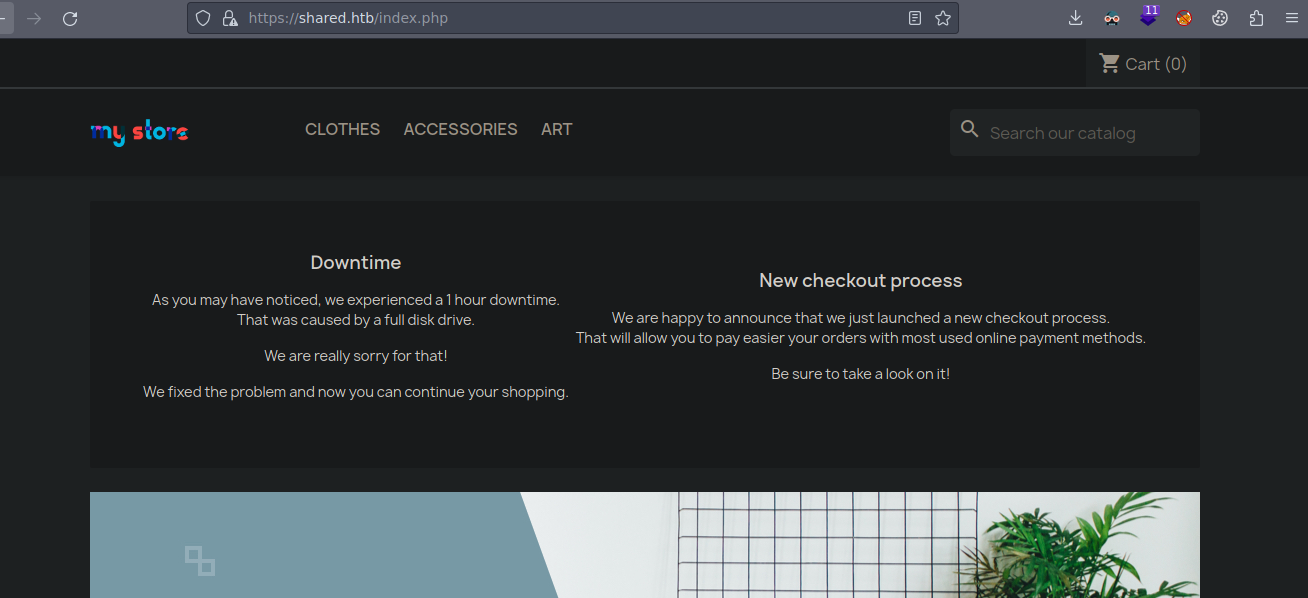 11
https://shared.htb/index.php
Cart (0)
my store
CLOTHES
ACCESSORIES
ART
Search our catalog
Downtime
As you may have noticed, we experienced a 1 hour downtime.
That was caused by a full disk drive.
We are really sorry for that!
We fixed the problem and now you can continue your shopping.
New checkout process
We are happy to announce that we just launched a new checkout process.
That will allow you to pay easier your orders with most used online payment methods.
Be sure to take a look on it!